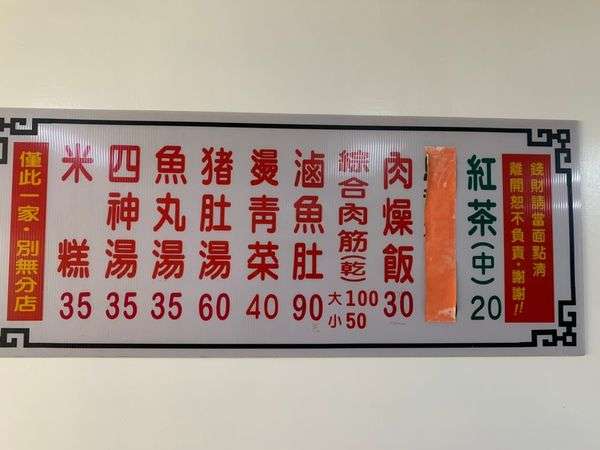 錢財請當面點清
離開恕不負責．謝謝!!
紅茶(中) 20
肉燥飯 30
綜合肉筋(乾) 大100 小50
滷魚肚 90
燙青菜 40
豬肚湯 60
魚丸湯 35
四神湯 35
米糕 35
僅此一家．別無分店